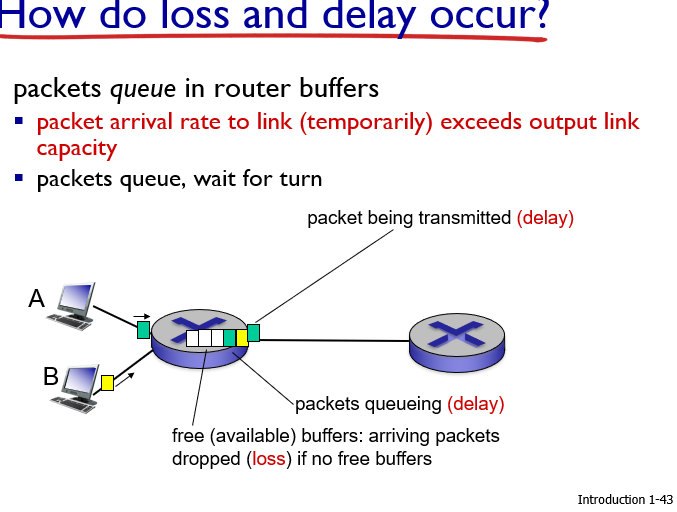 How do loss and delay occur?
packets queue in router buffers
▪ packet arrival rate to link (temporarily) exceeds output link
capacity
▪ packets queue, wait for turn
packet being transmitted (delay)
A
B
packets queueing (delay)
free (available) buffers: arriving packets
dropped (loss) if no free buffers
Introduction 1-43